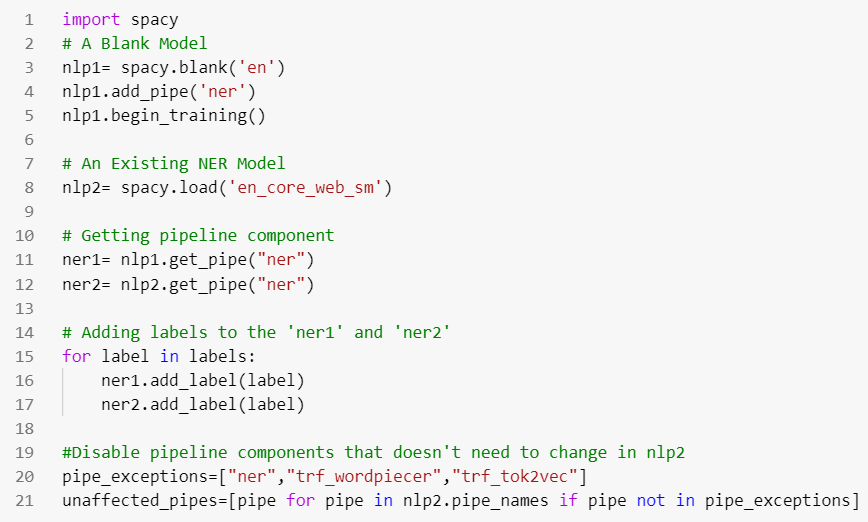 1 import spacy
2 # A Blank Model
3 nlp1= spacy.blank('en')
4 nlp1.add_pipe('ner')
5 nlp1.begin_training()
6
7 # An Existing NER Model
8 nlp2= spacy.load('en_core_web_sm')
9
10 # Getting pipeline component
11 ner1= nlp1.get_pipe("ner")
12 ner2= nlp2.get_pipe("ner")
13
14 # Adding labels to the 'ner1' and 'ner2'
15 for label in labels:
16     ner1.add_label(label)
17     ner2.add_label(label)
18
19 #Disable pipeline components that doesn't need to change in nlp2
20 pipe_exceptions=["ner","trf_wordpiecer","trf_tok2vec"]
21 unaffected_pipes=[pipe for pipe in nlp2.pipe_names if pipe not in pipe_exceptions]